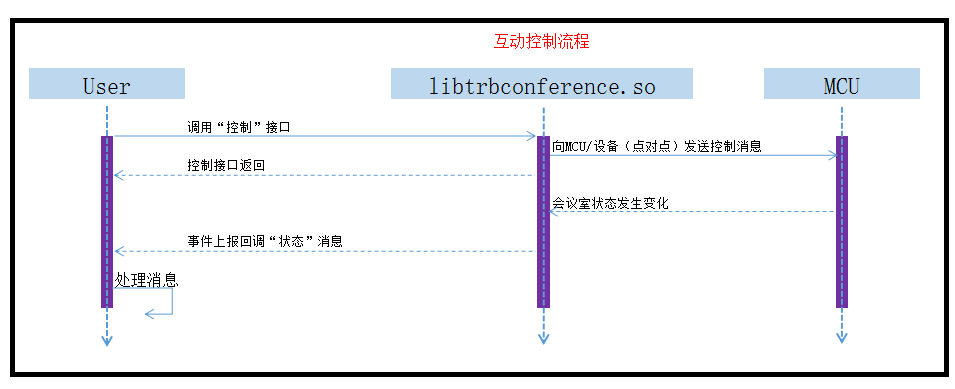 互动控制流程
User
libtrbconference.so
MCU
调用“控制”接口
向MCU/设备（点对点）发送控制消息
控制接口返回
会议室状态发生变化
事件上报回调“状态”消息
处理消息